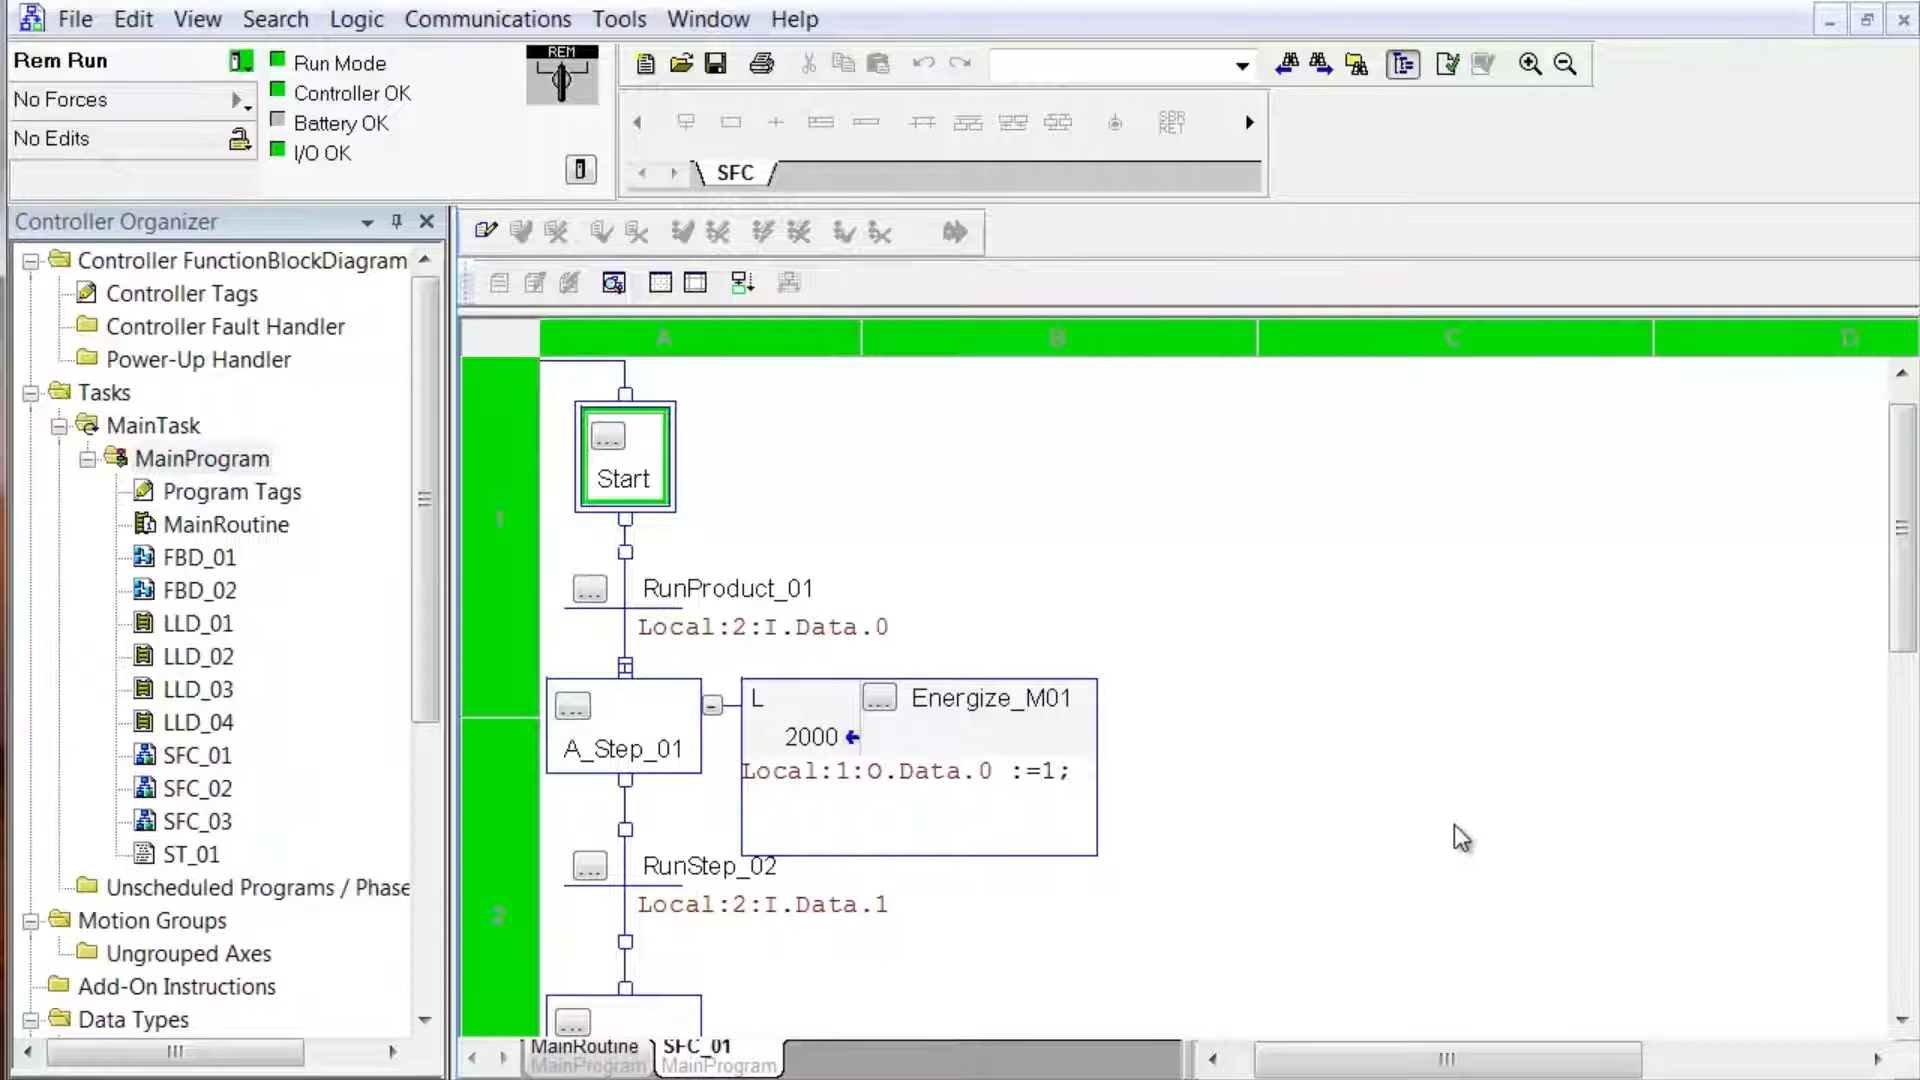 File Edit View Search Logic Communications Tools Window Help
Rem Run
No Forces
No Edits
Run Mode
Controller OK
Battery OK
I/O OK
REM
SBR
RET
SFC
Controller Organizer
Controller FunctionBlockDiagram
Controller Tags
Controller Fault Handler
Power-Up Handler
Tasks
MainTask
MainProgram
Program Tags
MainRoutine
FBD_01
FBD_02
LLD_01
LLD_02
LLD_03
LLD_04
SFC_01
SFC_02
SFC_03
ST_01
Unscheduled Programs / Phase
Motion Groups
Ungrouped Axes
Add-On Instructions
Data Types
A B C D
1
2
... Start
... RunProduct_01
Local:2:I.Data.0
... A_Step_01
L ... Energize_M01
2000
Local:1:O.Data.0 :=1;
... RunStep_02
Local:2:I.Data.1
...
MainRoutine
MainProgram
SFC_01
MainProgram